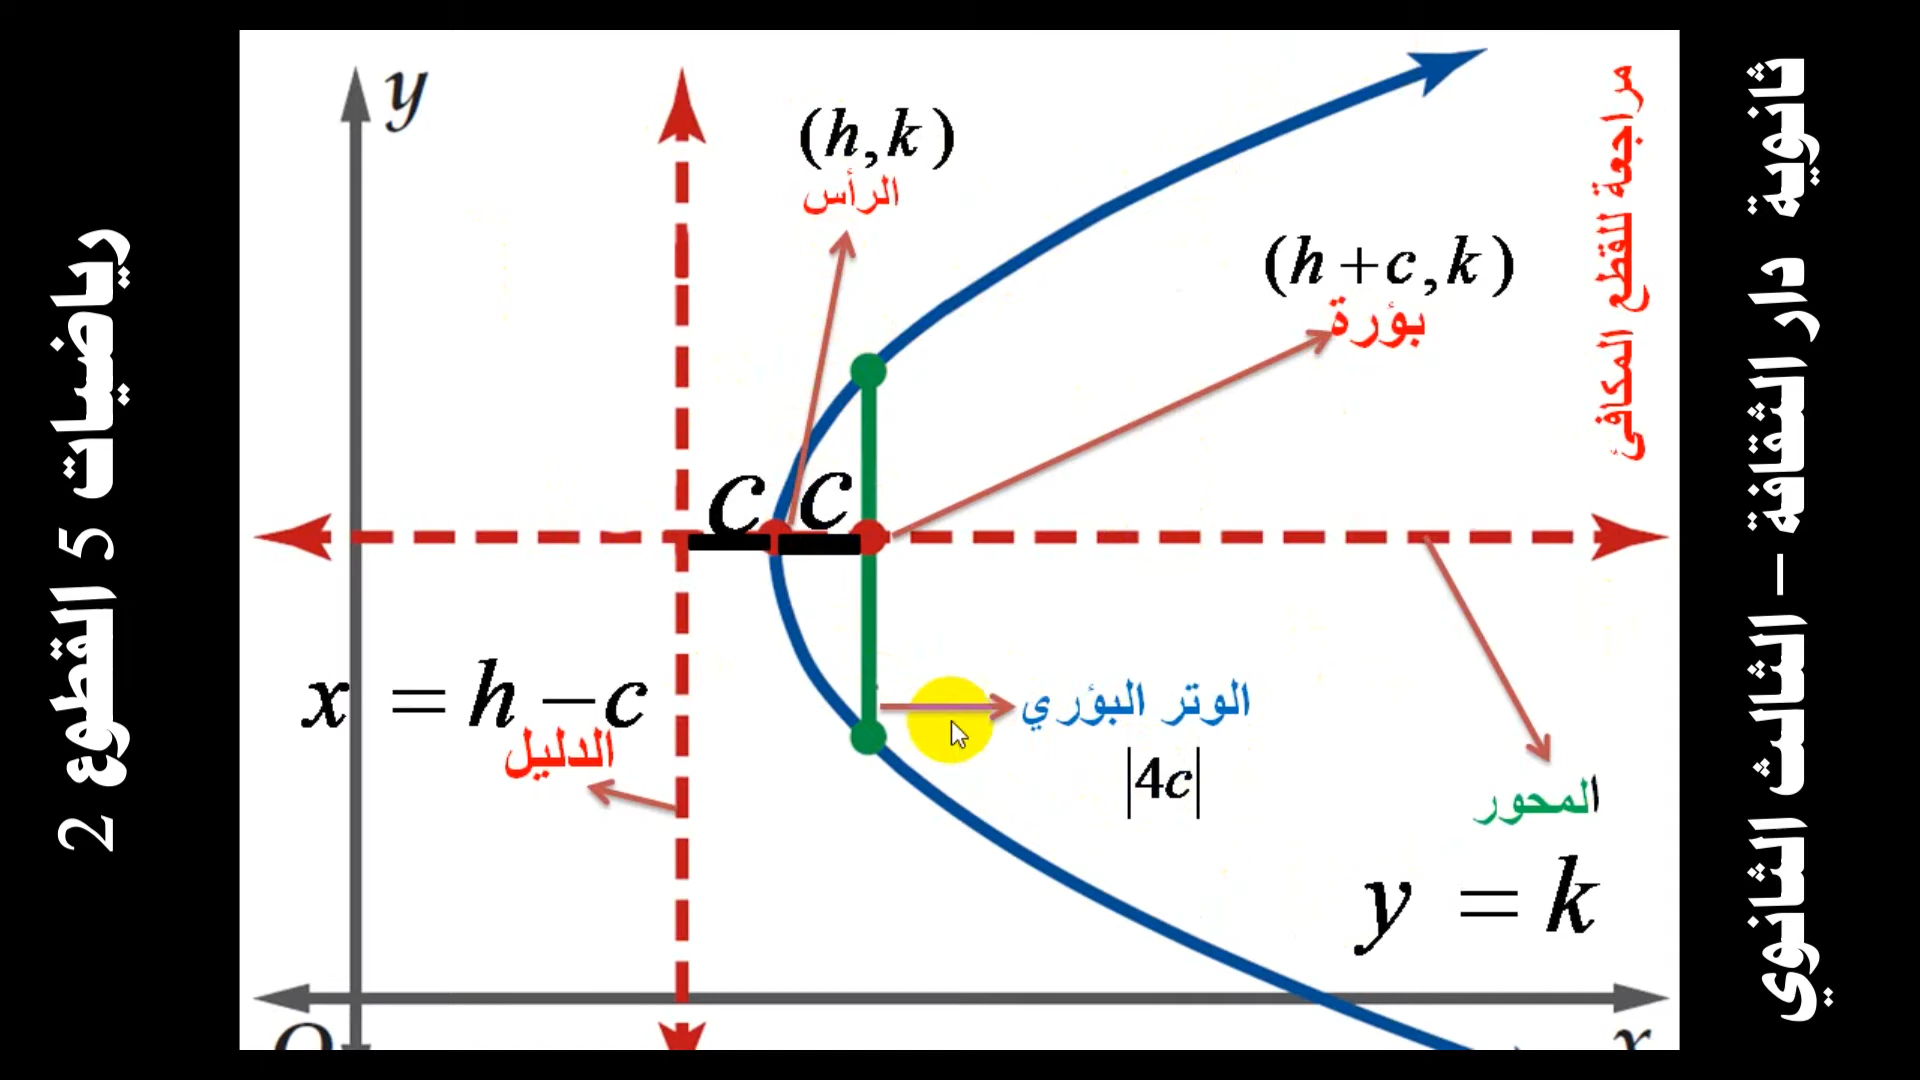 رياضيات 5 القطوع 2
y
(h,k)
الرأس
(h+c,k)
بؤرة
c
c
x = h-c
الدليل
الوتر البؤري
|4c|
المحور
y = k
O
x
مراجعة للقطع المكافئ
ثانوية دار الثقافة – الثالث الثانوي